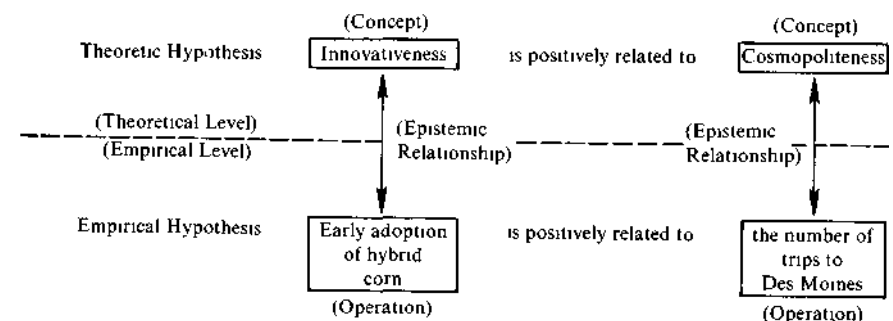 (Concept) (Concept)
Theoretic Hypothesis Innovativeness is positively related to Cosmopoliteness
(Theoretical Level)
(Empirical Level)
(Epistemic
Relationship)
(Epistemic
Relationship)
Empirical Hypothesis
Early adoption
of hybrid
corn
is positively related to
the number of
trips to
Des Moines
(Operation) (Operation)